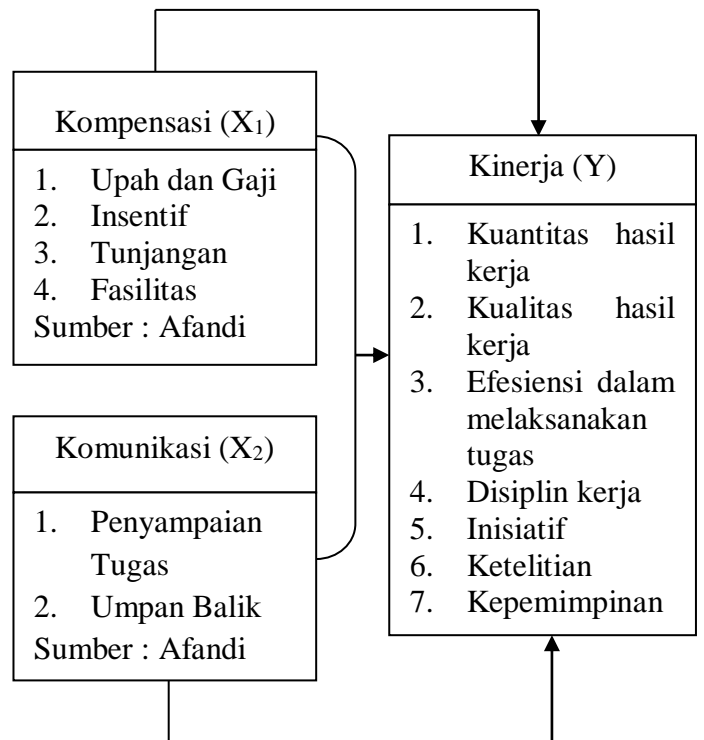 Kompensasi (X₁)
1. Upah dan Gaji
2. Insentif
3. Tunjangan
4. Fasilitas
Sumber : Afandi
Komunikasi (X₂)
1. Penyampaian
Tugas
2. Umpan Balik
Sumber : Afandi
Kinerja (Y)
1. Kuantitas hasil
kerja
2. Kualitas hasil
kerja
3. Efesiensi dalam
melaksanakan
tugas
4. Disiplin kerja
5. Inisiatif
6. Ketelitian
7. Kepemimpinan